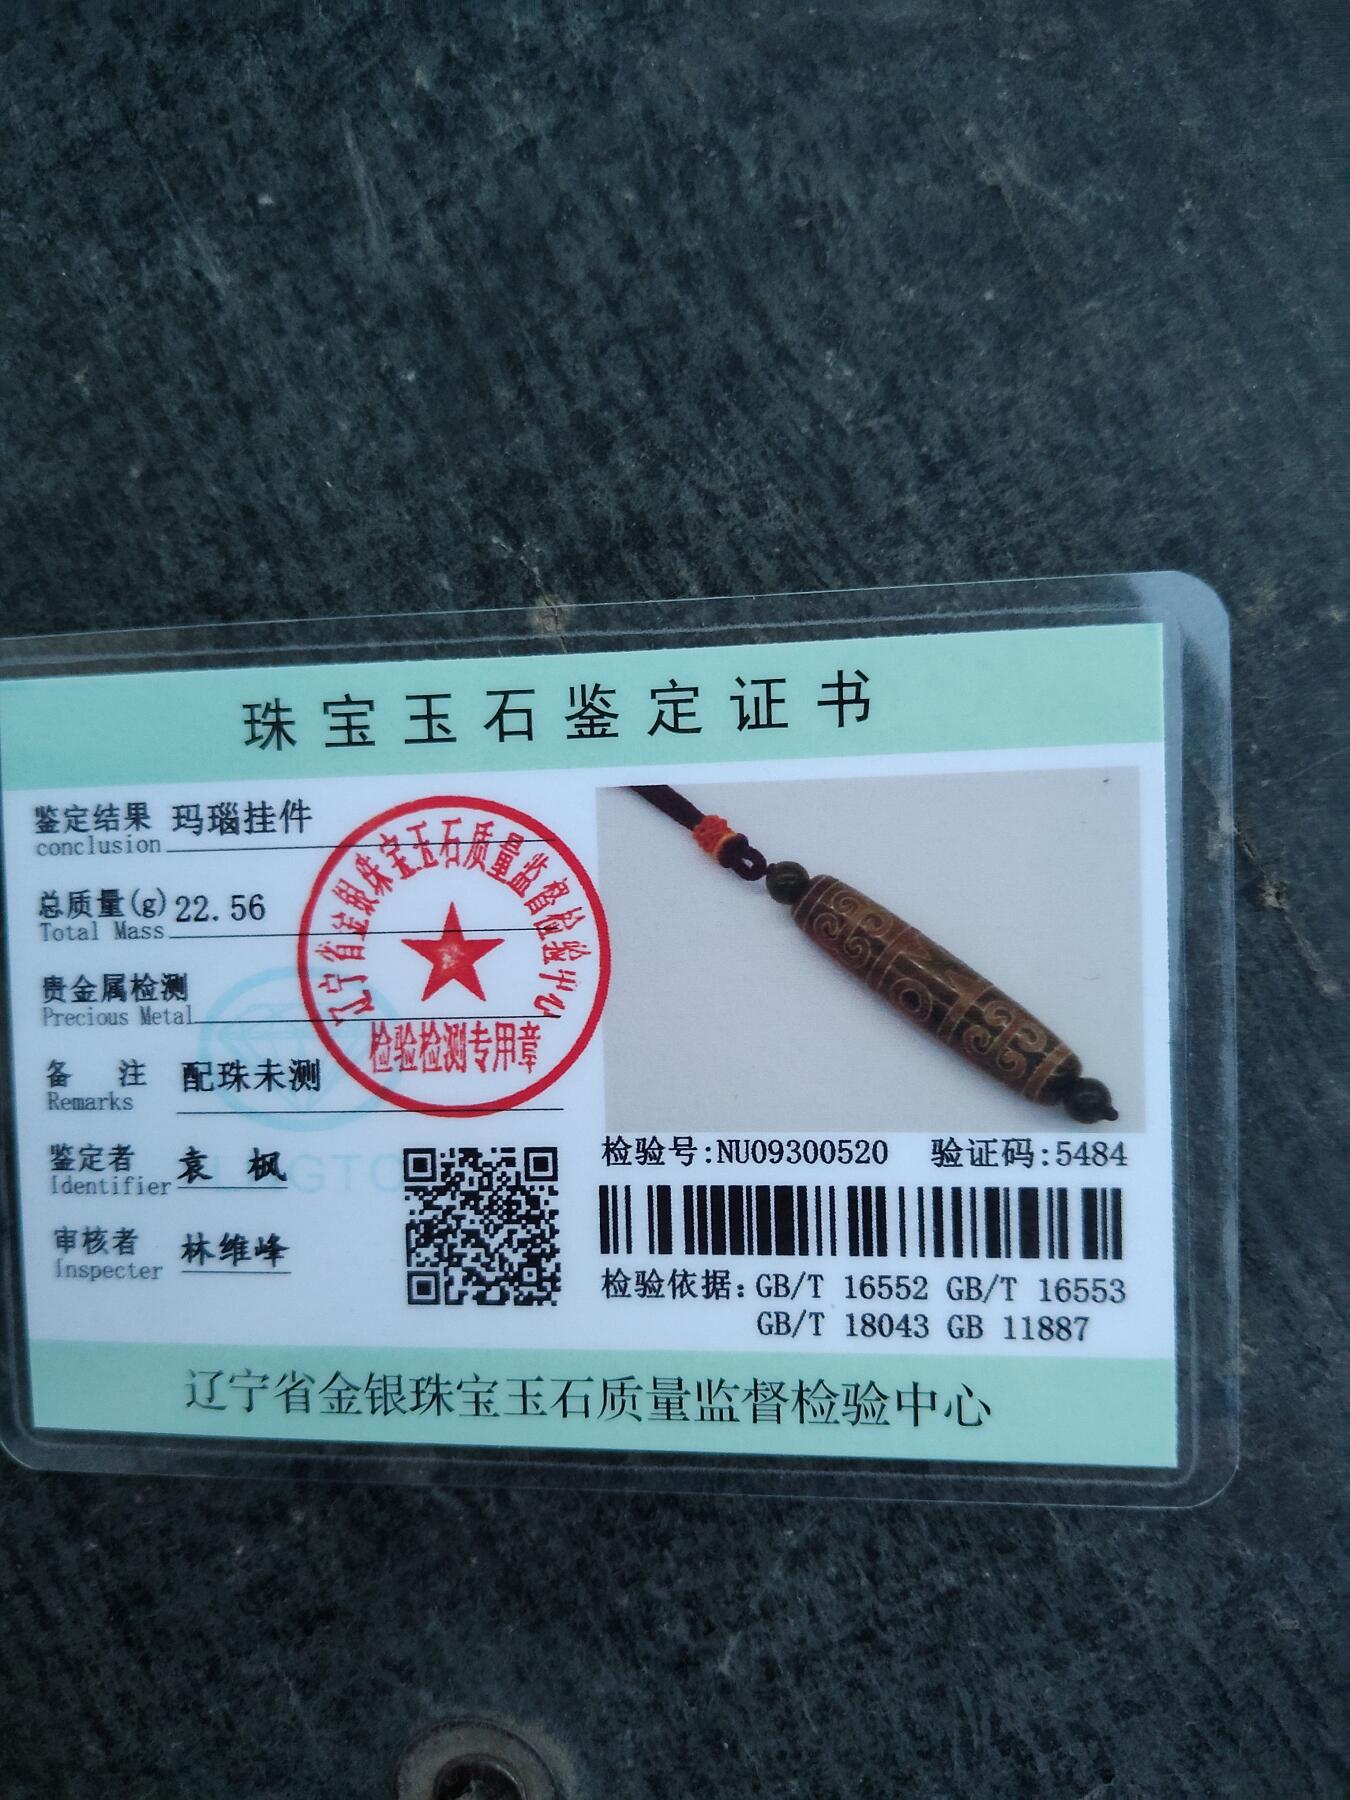 珠宝玉石鉴定证书
鉴定结果 玛瑙挂件
conclusion
总质量(g) 22.56
Total Mass
贵金属检测
Precious Metal
备 注 配珠未测
Remarks
鉴定者 袁 枫
Identifier
审核者 林维峰
Inspecter
辽宁省金银珠宝玉石质量监督检验中心
检验检测专用章
检验号:NU09300520 验证码:5484
检验依据: GB/T 16552 GB/T 16553
GB/T 18043 GB 11887
辽宁省金银珠宝玉石质量监督检验中心